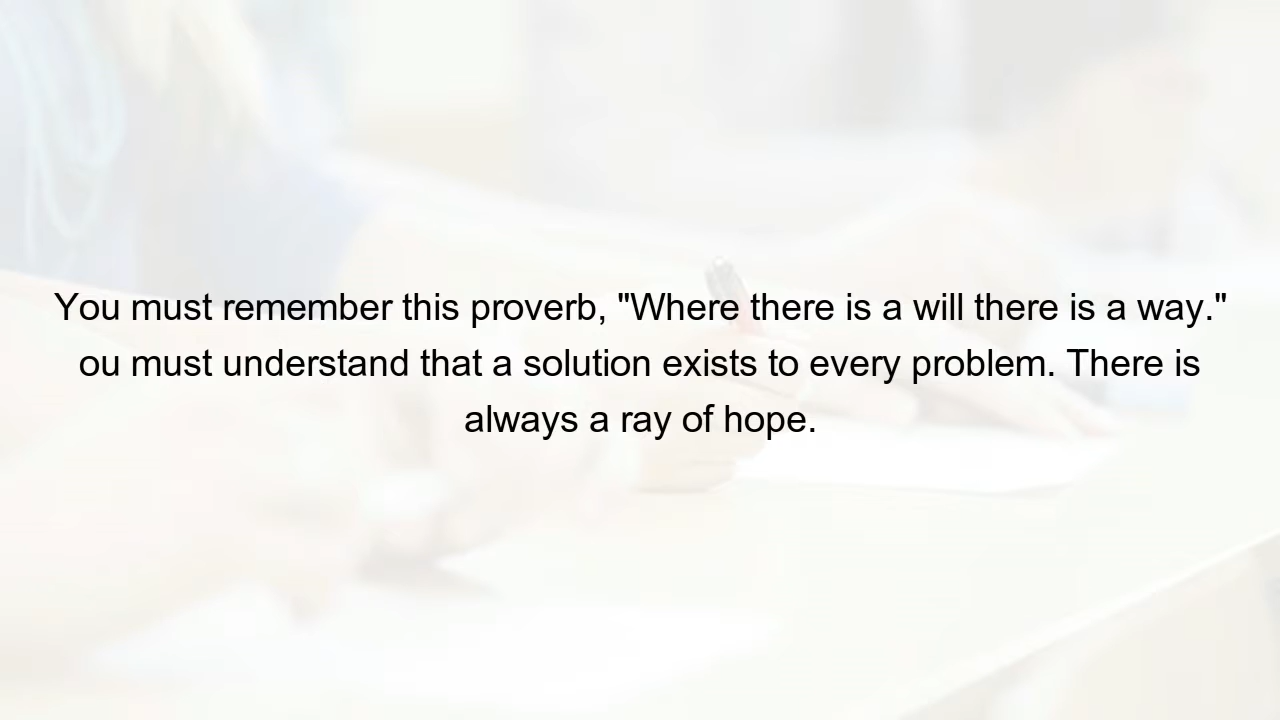 You must remember this proverb, "Where there is a will there is a way."
ou must understand that a solution exists to every problem. There is
always a ray of hope.